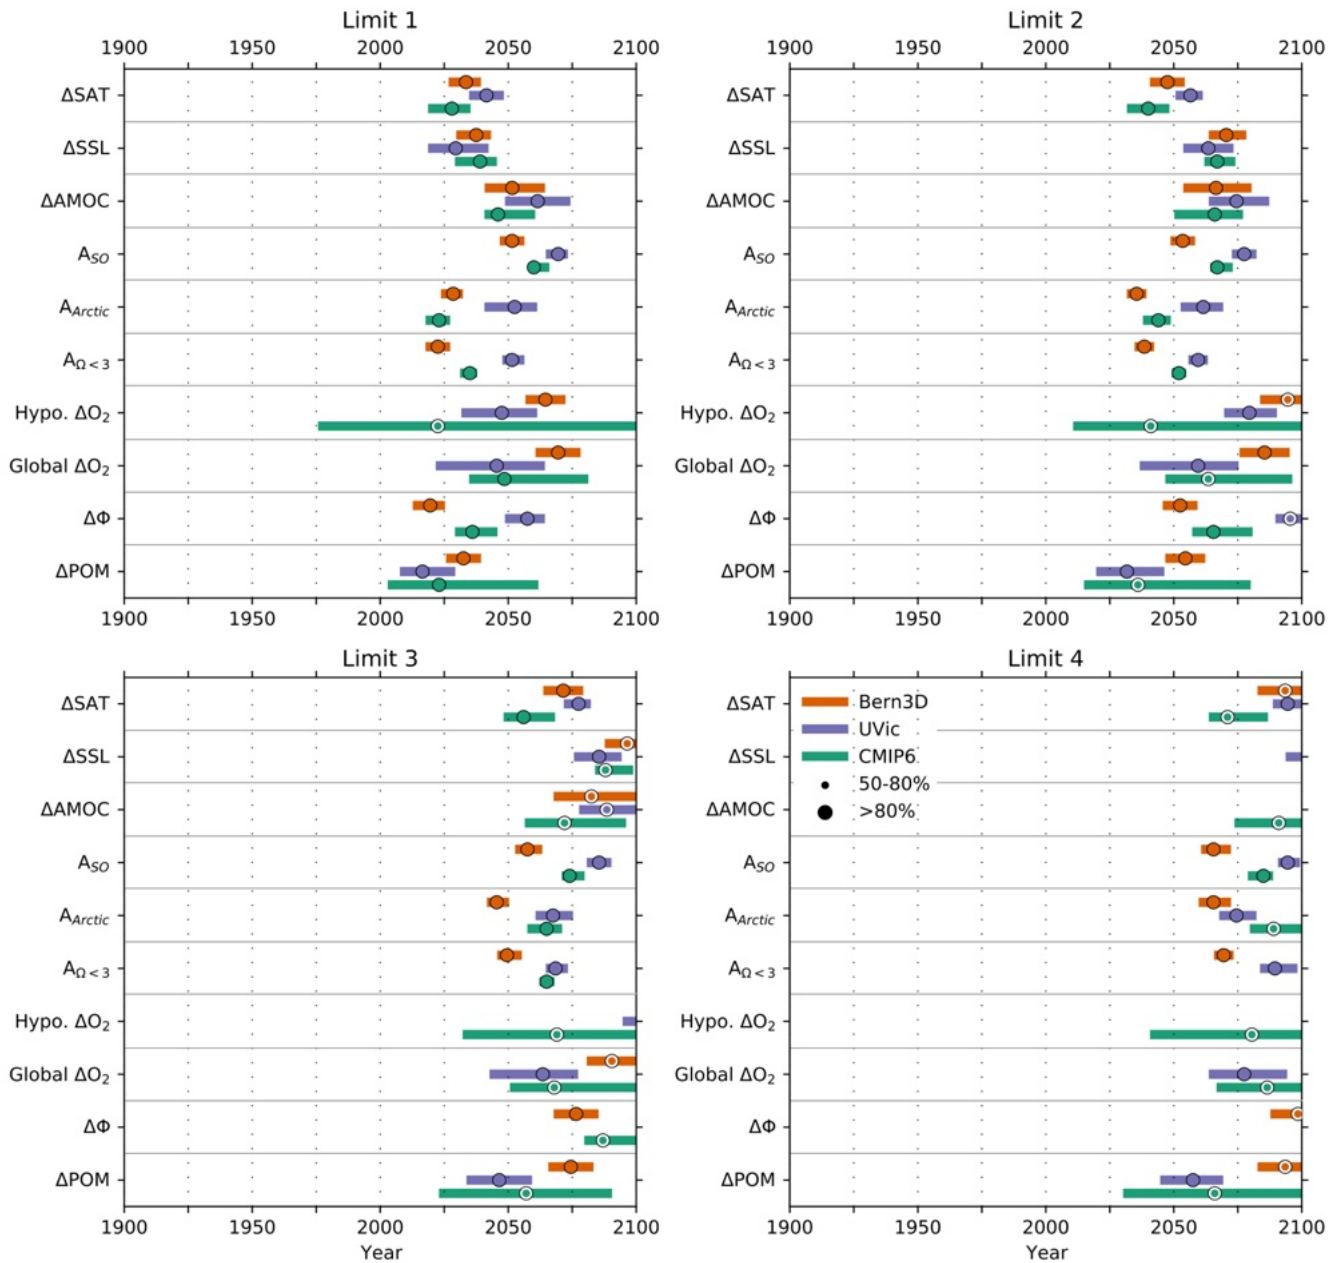 Limit 1
1900 1950 2000 2050 2100
ΔSAT
ΔSSL
ΔAMOC
A_SO
A_Arctic
A_Ω<3
Hypo. ΔO₂
Global ΔO₂
ΔΦ
ΔPOM
1900 1950 2000 2050 2100
Limit 2
1900 1950 2000 2050 2100
ΔSAT
ΔSSL
ΔAMOC
A_SO
A_Arctic
A_Ω<3
Hypo. ΔO₂
Global ΔO₂
ΔΦ
ΔPOM
1900 1950 2000 2050 2100
Limit 3
ΔSAT
ΔSSL
ΔAMOC
A_SO
A_Arctic
A_Ω<3
Hypo. ΔO₂
Global ΔO₂
ΔΦ
ΔPOM
1900 1950 2000 2050 2100
Year
Limit 4
Bern3D
UVic
CMIP6
50-80%
>80%
ΔSAT
ΔSSL
ΔAMOC
A_SO
A_Arctic
A_Ω<3
Hypo. ΔO₂
Global ΔO₂
ΔΦ
ΔPOM
1900 1950 2000 2050 2100
Year